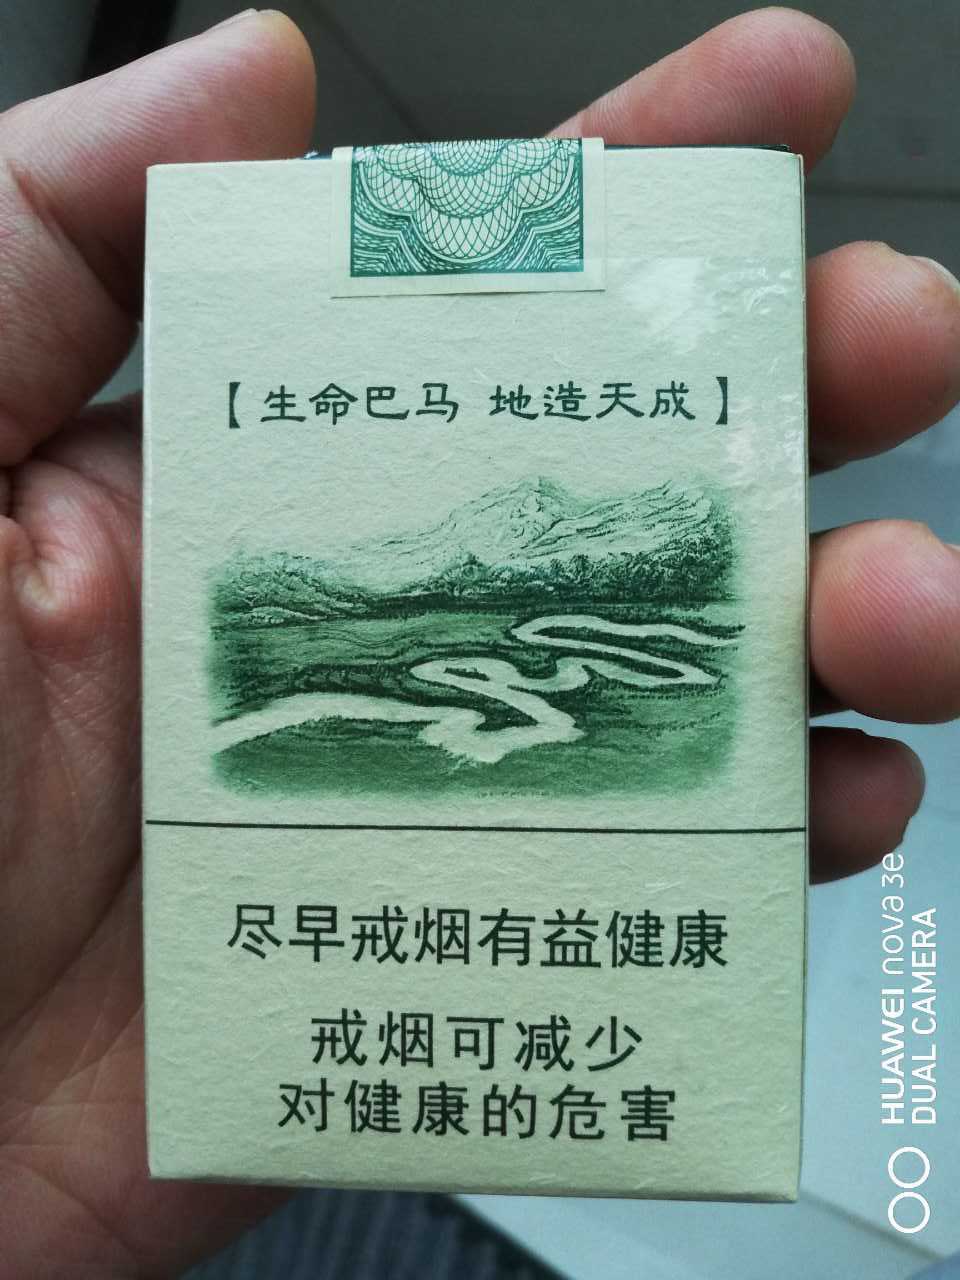 【生命巴马 地造天成】
尽早戒烟有益健康
戒烟可减少
对健康的危害
HUAWEI nova 3e
DUAL CAMERA